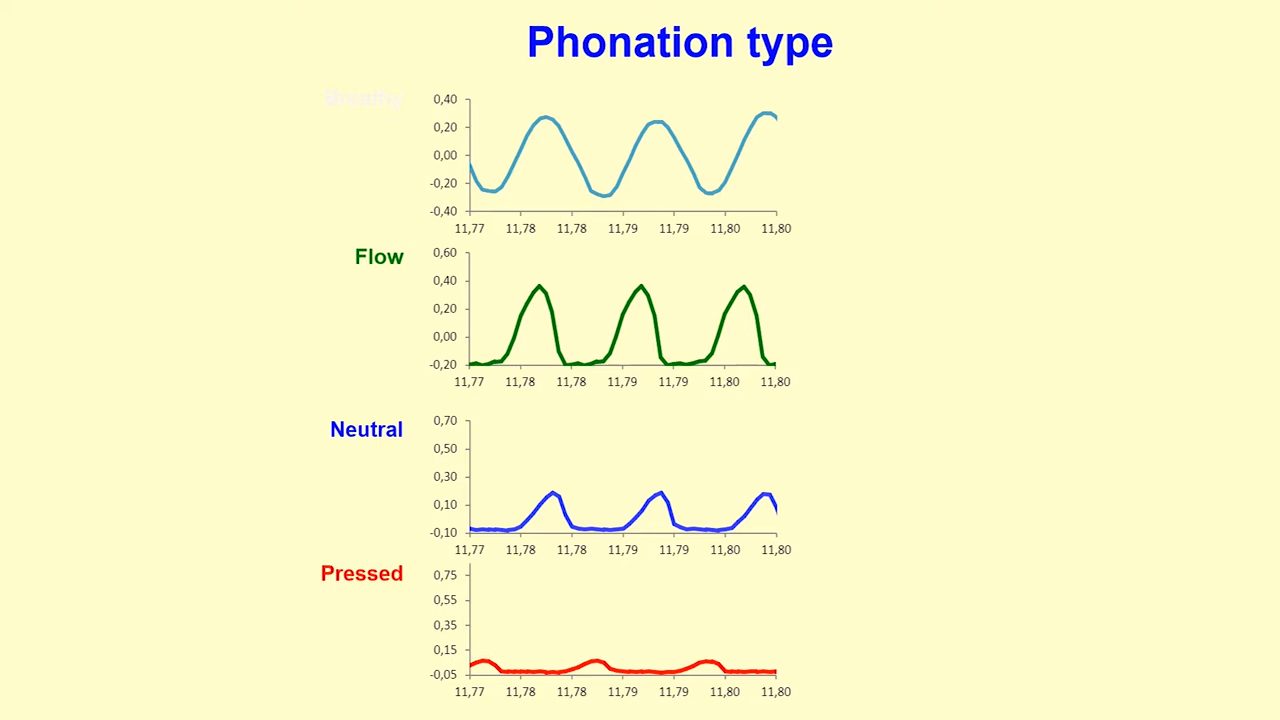 Phonation type
Breathy
0,40
0,20
0,00
-0,20
-0,40
11,77 11,78 11,78 11,79 11,79 11,80 11,80
Flow
0,60
0,40
0,20
0,00
-0,20
11,77 11,78 11,78 11,79 11,79 11,80 11,80
Neutral
0,70
0,50
0,30
0,10
-0,10
11,77 11,78 11,78 11,79 11,79 11,80 11,80
Pressed
0,75
0,55
0,35
0,15
-0,05
11,77 11,78 11,78 11,79 11,79 11,80 11,80